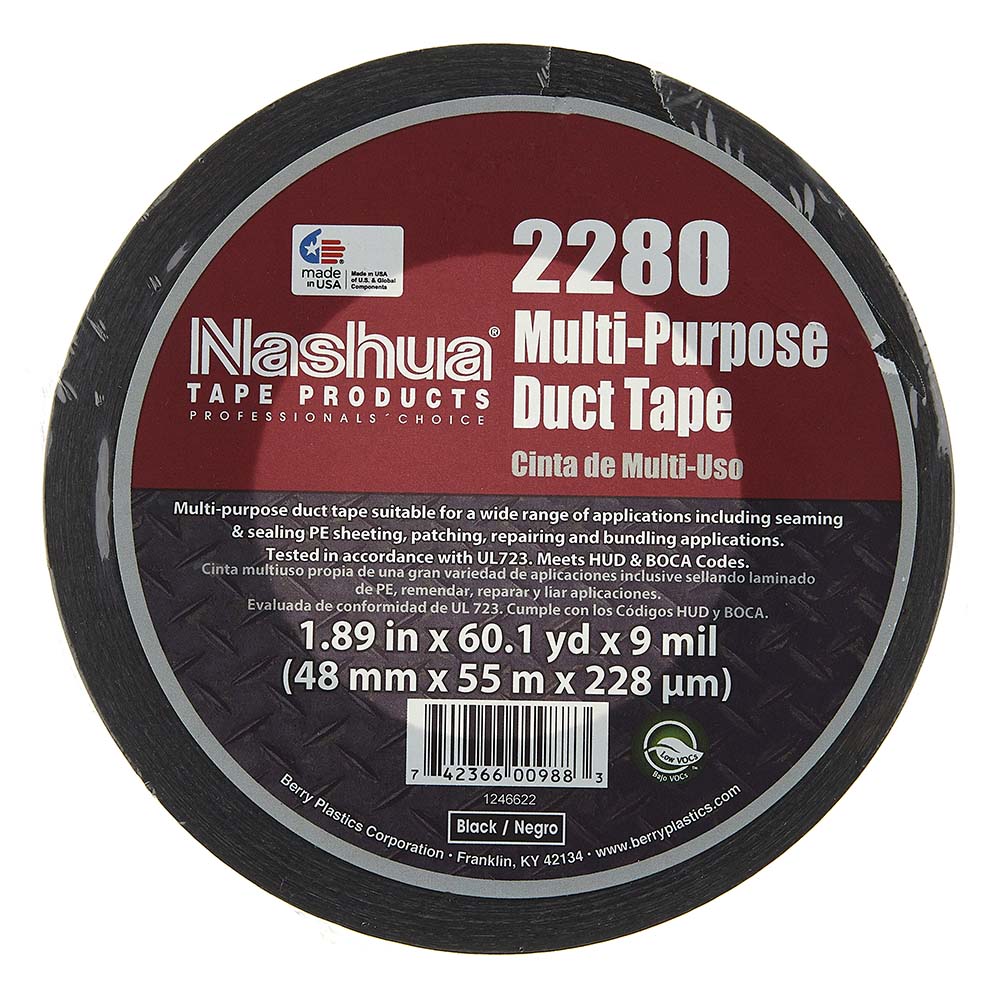 made
in USA
Made in USA
of U.S. & Global
Components
Nashua®
TAPE PRODUCTS
PROFESSIONALS´ CHOICE
2280
Multi-Purpose
Duct Tape
Cinta de Multi-Uso
Multi-purpose duct tape suitable for a wide range of applications including seaming
& sealing PE sheeting, patching, repairing and bundling applications.
Tested in accordance with UL723. Meets HUD & BOCA Codes.
Cinta multiuso propia de una gran variedad de aplicaciones inclusive sellando laminado
de PE, remendar, reparar y liar aplicaciones.
Evaluada de conformidad de UL 723. Cumple con los Códigos HUD y BOCA.
1.89 in x 60.1 yd x 9 mil
(48 mm x 55 m x 228 µm)
7 42366 00988 3
Low VOCs
Bajo VOCs™
1246622
Black / Negro
Berry Plastics Corporation · Franklin, KY 42134 · www.berryplastics.com